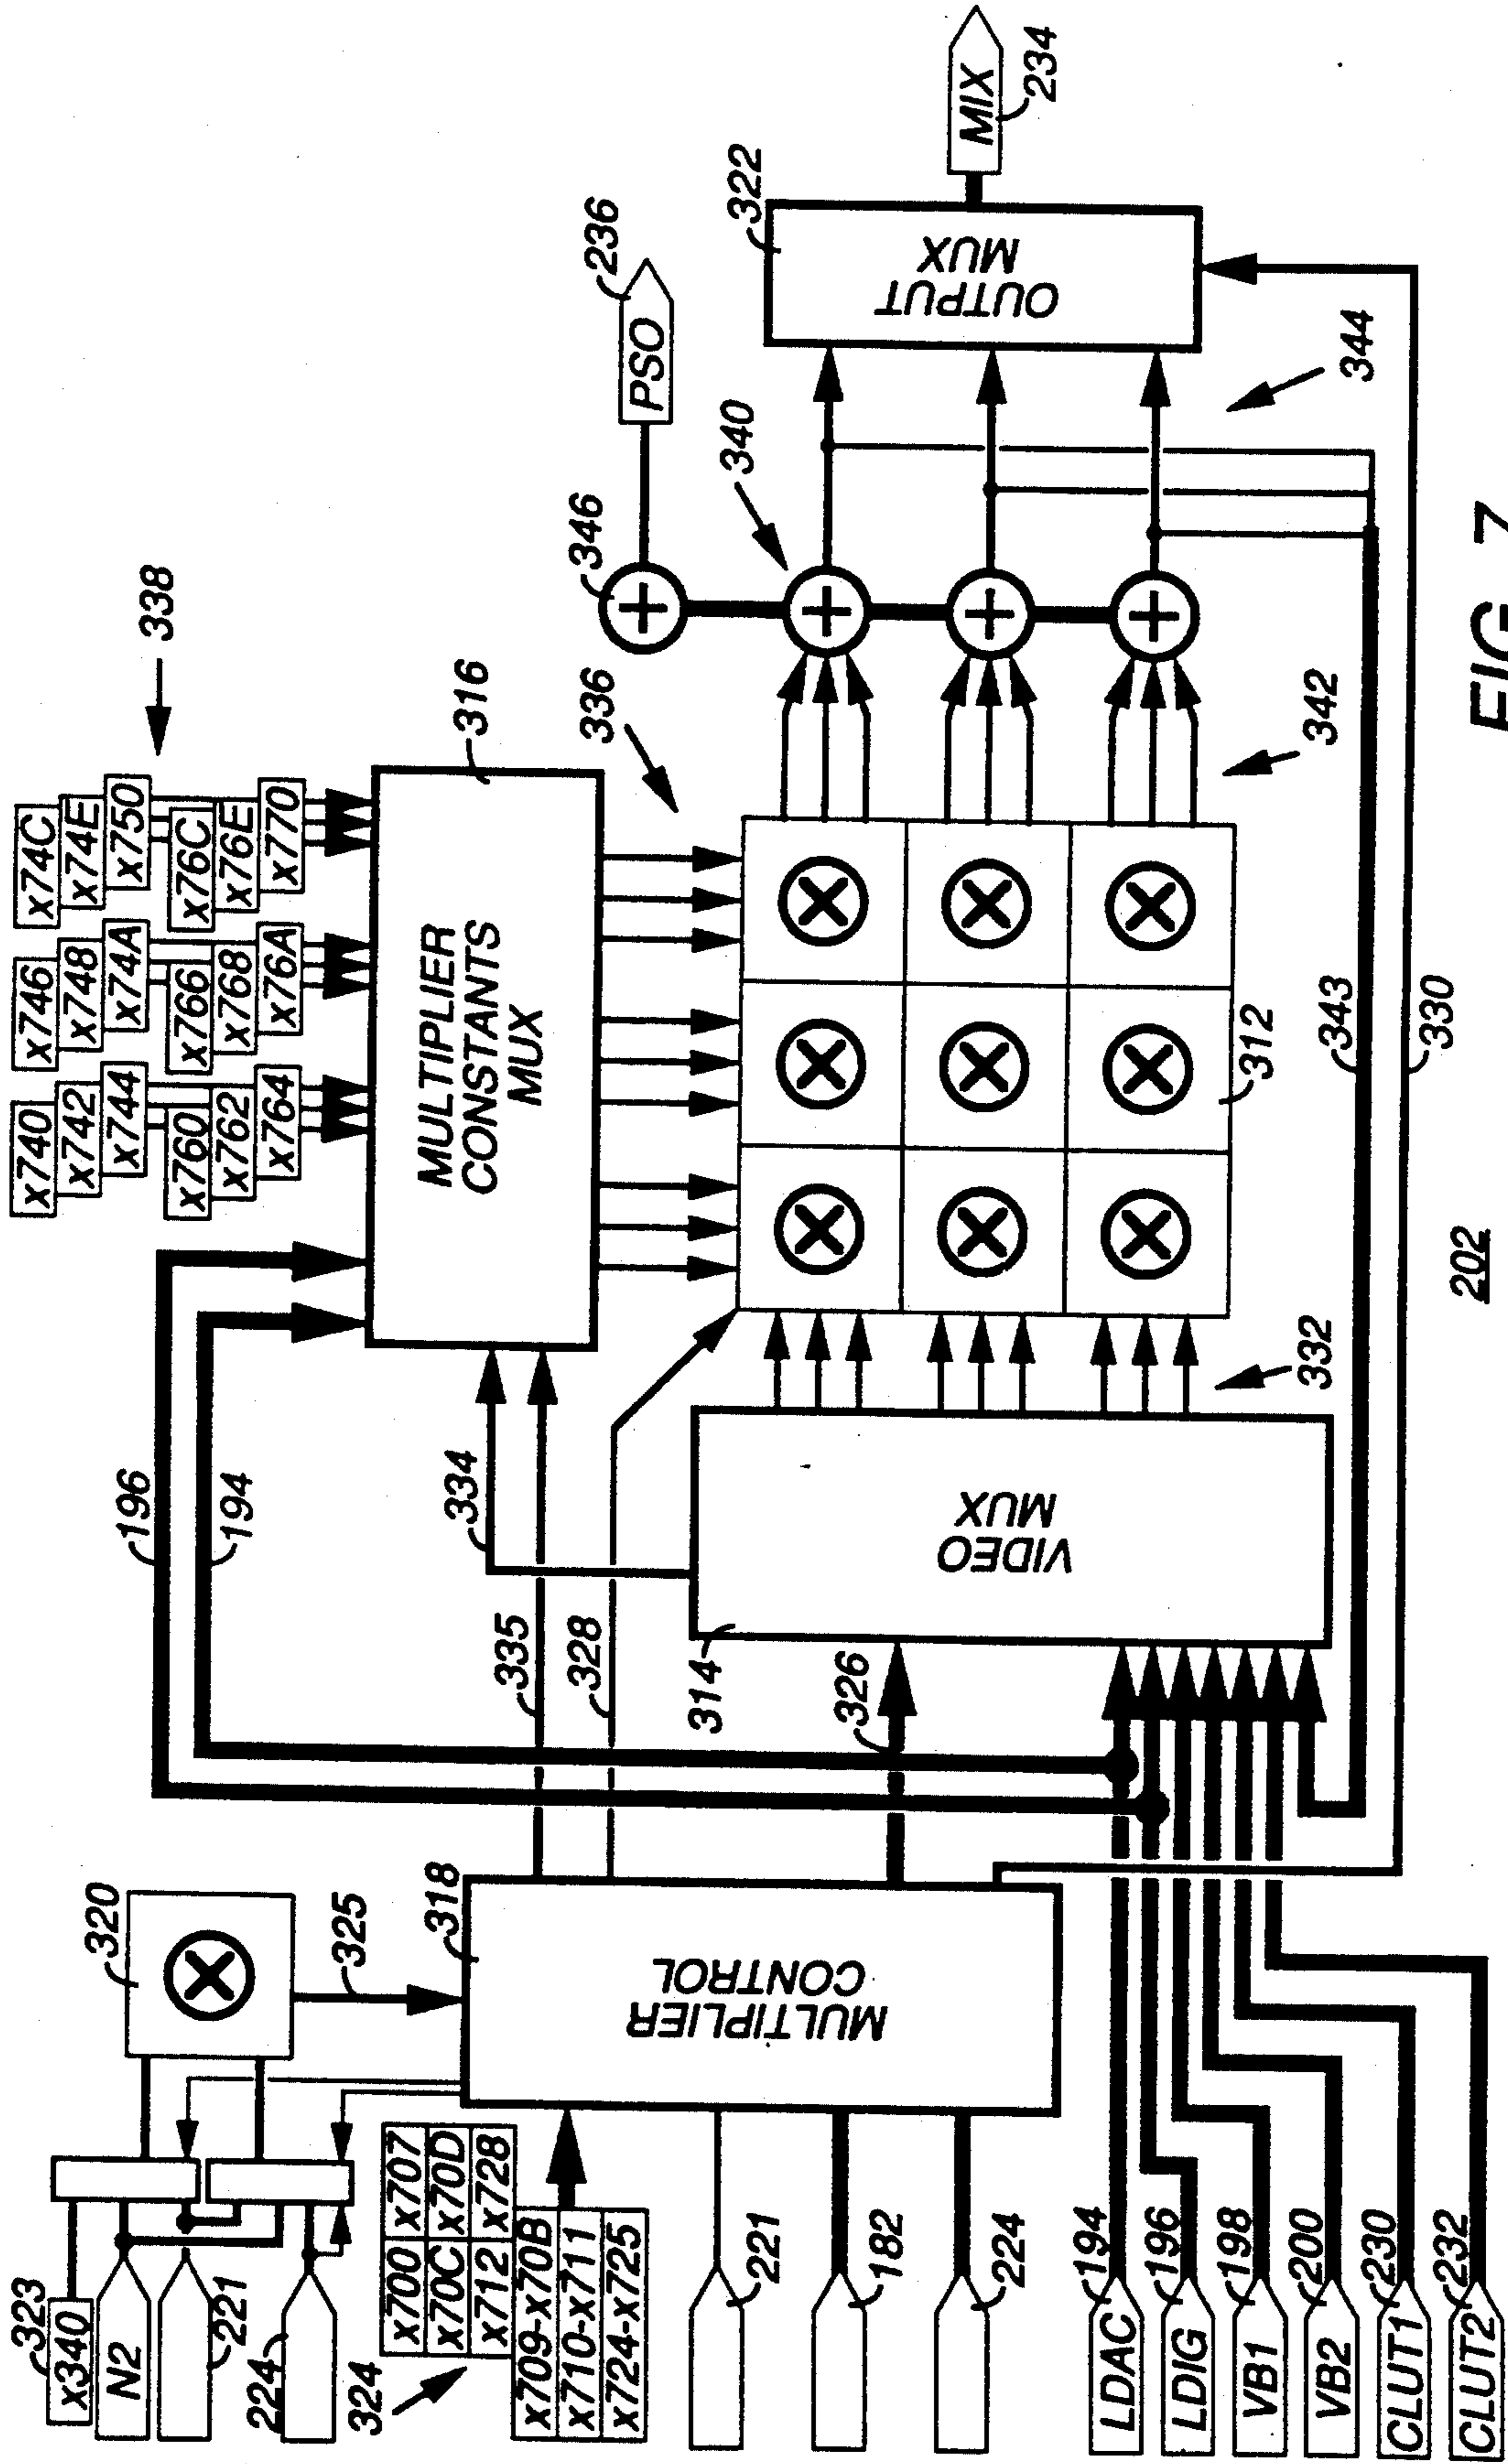 323
x340
N2
221
224
320
325
324
x700 x707
x70C x70D
x712 x728
x709-x70B
x710-x711
x724-x725
318
MULTIPLIER
CONTROL
221
182
224
LDAC
194
LDIG
196
VB1
198
VB2
200
CLUT1
230
CLUT2
232
196
194
335
334
328
326
314
VIDEO
MUX
332
x740
x742
x744
x760
x762
x764
x746
x748
x74A
x766
x768
x76A
x74C
x74E
x750
x76C
x76E
x770
338
316
MULTIPLIER
CONSTANTS
MUX
336
312
342
343
330
346
340
PSO
236
344
322
OUTPUT
MUX
MIX
234
202
FIG_7